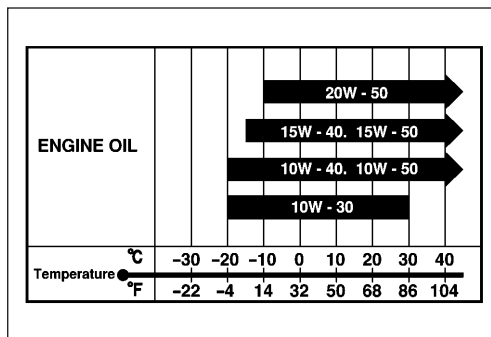 20W - 50
15W - 40. 15W - 50
ENGINE OIL
10W - 40. 10W - 50
10W - 30
°C -30 -20 -10 0 10 20 30 40
Temperature
°F -22 -4 14 32 50 68 86 104